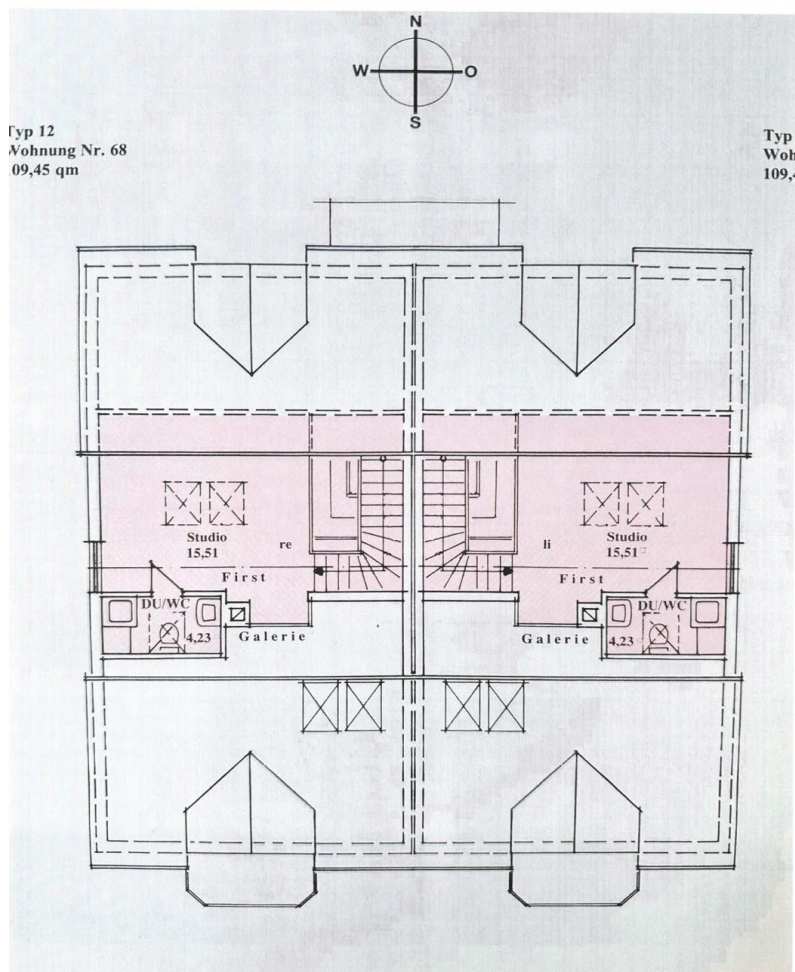 N
W O
S
Typ 12
Wohnung Nr. 68
09,45 qm
Typ
Woh
109,4
Studio
15,51
re
First
DU/WC
4,23
Galerie
Studio
15,51
li
First
DU/WC
4,23
Galerie